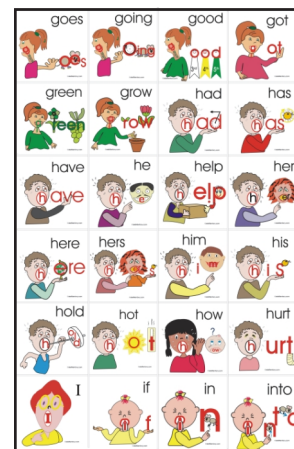 goes going good got
green grow had has
have he help her
here hers him his
hold hot how hurt
I if in into